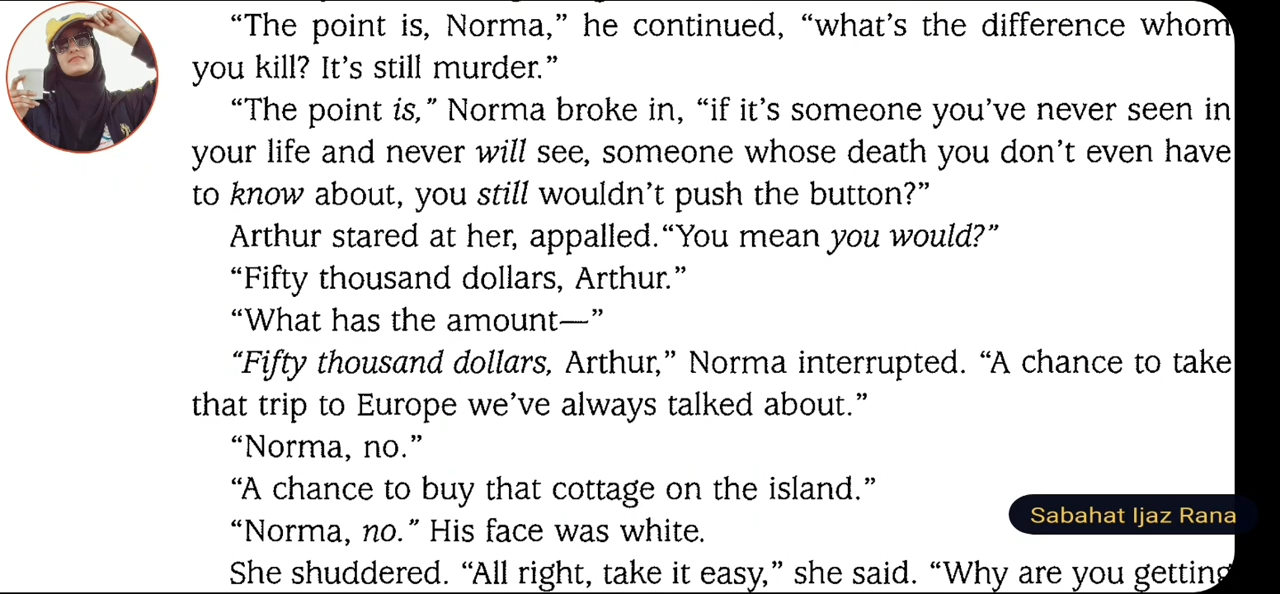 “The point is, Norma,” he continued, “what’s the difference whom
you kill? It’s still murder.”
“The point is,” Norma broke in, “if it’s someone you’ve never seen in
your life and never will see, someone whose death you don’t even have
to know about, you still wouldn’t push the button?”
Arthur stared at her, appalled.“You mean you would?”
“Fifty thousand dollars, Arthur.”
“What has the amount—”
“Fifty thousand dollars, Arthur,” Norma interrupted. “A chance to take
that trip to Europe we’ve always talked about.”
“Norma, no.”
“A chance to buy that cottage on the island.”
Sabahat Ijaz Rana
“Norma, no.” His face was white.
She shuddered. “All right, take it easy,” she said. “Why are you getting